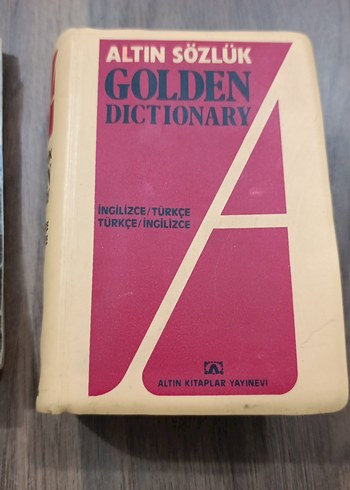 ALTIN SÖZLÜK
GOLDEN
DICTIONARY
İNGİLİZCE/TÜRKÇE
TÜRKÇE/İNGİLİZCE
ALTIN KİTAPLAR YAYINEVİ